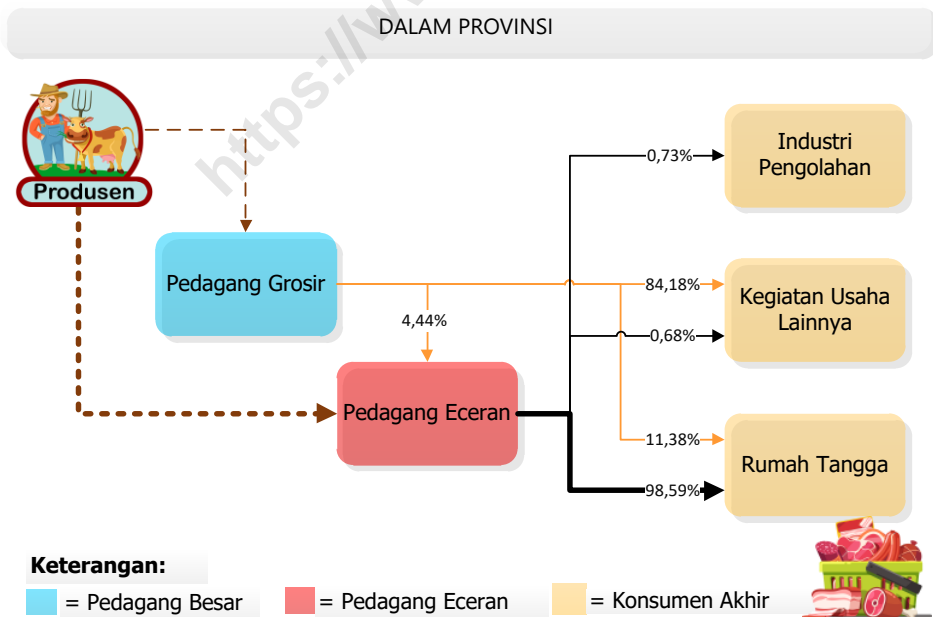 DALAM PROVINSI
https://w
Produsen
Industri
Pengolahan
0,73%
Pedagang Grosir
84,18%
Kegiatan Usaha
Lainnya
4,44%
0,68%
Pedagang Eceran
11,38%
Rumah Tangga
98,59%
Keterangan:
= Pedagang Besar
= Pedagang Eceran
= Konsumen Akhir